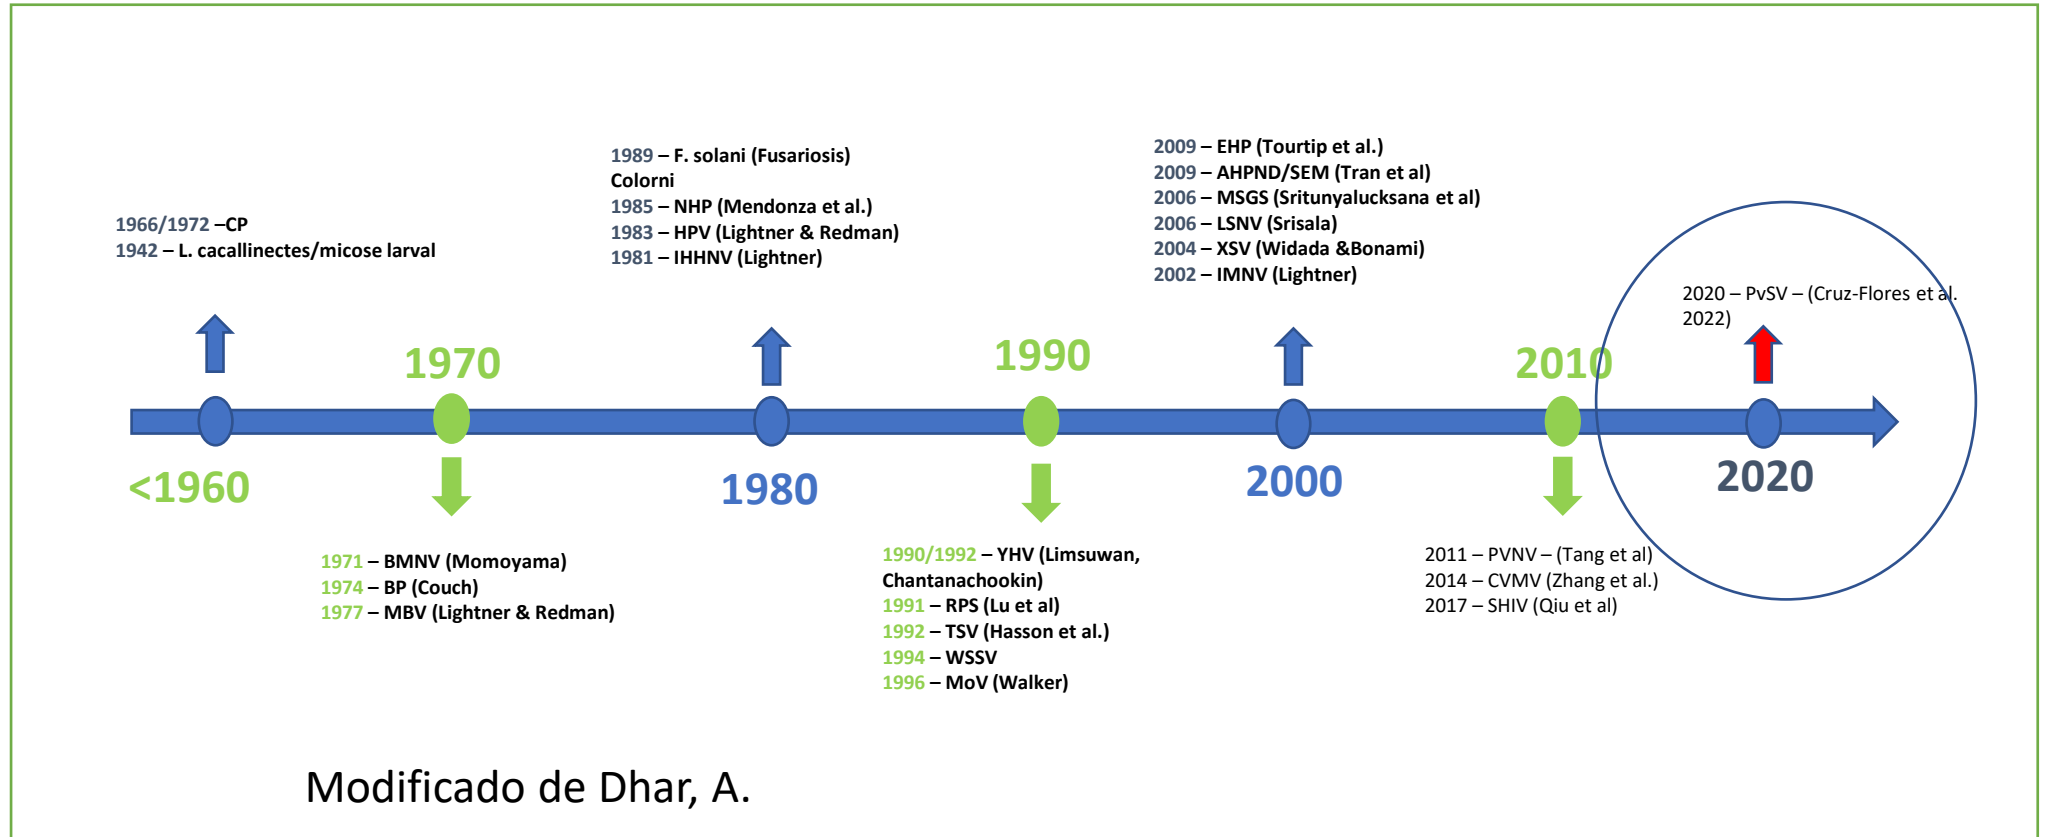 1966/1972 –CP
1942 – L. cacallinectes/micose larval
<1960
1970
1971 – BMNV (Momoyama)
1974 – BP (Couch)
1977 – MBV (Lightner & Redman)
1989 – F. solani (Fusariosis)
Colorni
1985 – NHP (Mendonza et al.)
1983 – HPV (Lightner & Redman)
1981 – IHHNV (Lightner)
1980
1990
1990/1992 – YHV (Limsuwan,
Chantanachookin)
1991 – RPS (Lu et al)
1992 – TSV (Hasson et al.)
1994 – WSSV
1996 – MoV (Walker)
2009 – EHP (Tourtip et al.)
2009 – AHPND/SEM (Tran et al)
2006 – MSGS (Sritunyalucksana et al)
2006 – LSNV (Srisala)
2004 – XSV (Widada &Bonami)
2002 – IMNV (Lightner)
2000
2010
2011 – PVNV – (Tang et al)
2014 – CVMV (Zhang et al.)
2017 – SHIV (Qiu et al)
2020 – PvSV – (Cruz-Flores et al.
2022)
2020
Modificado de Dhar, A.